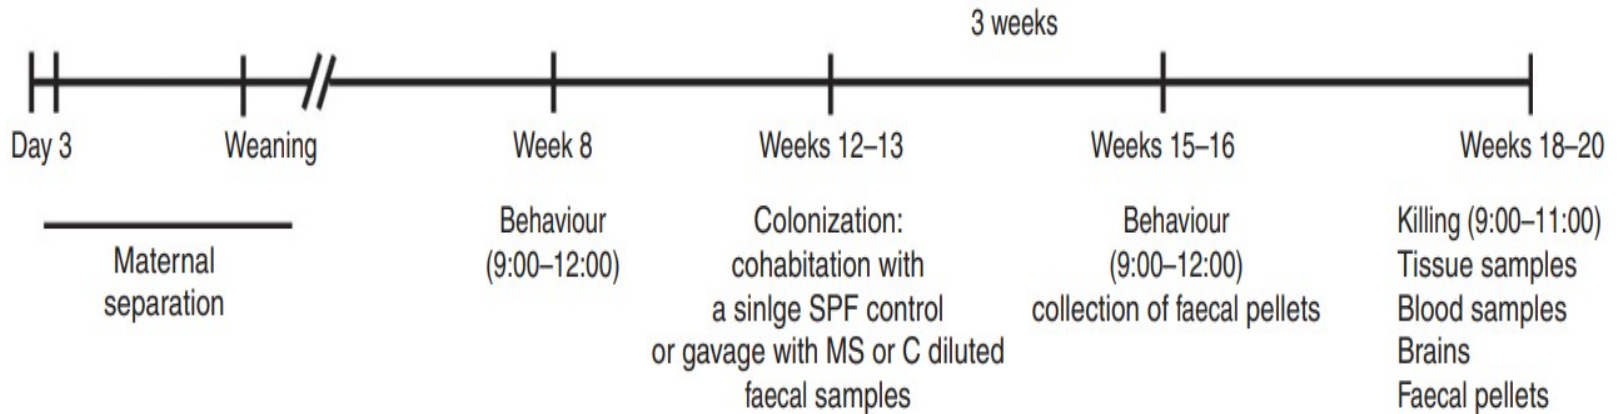 3 weeks
Day 3
Weaning
Week 8
Weeks 12–13
Weeks 15–16
Weeks 18–20
Maternal
separation
Behaviour
(9:00–12:00)
Colonization:
cohabitation with
a sinlge SPF control
or gavage with MS or C diluted
faecal samples
Behaviour
(9:00–12:00)
collection of faecal pellets
Killing (9:00–11:00)
Tissue samples
Blood samples
Brains
Faecal pellets